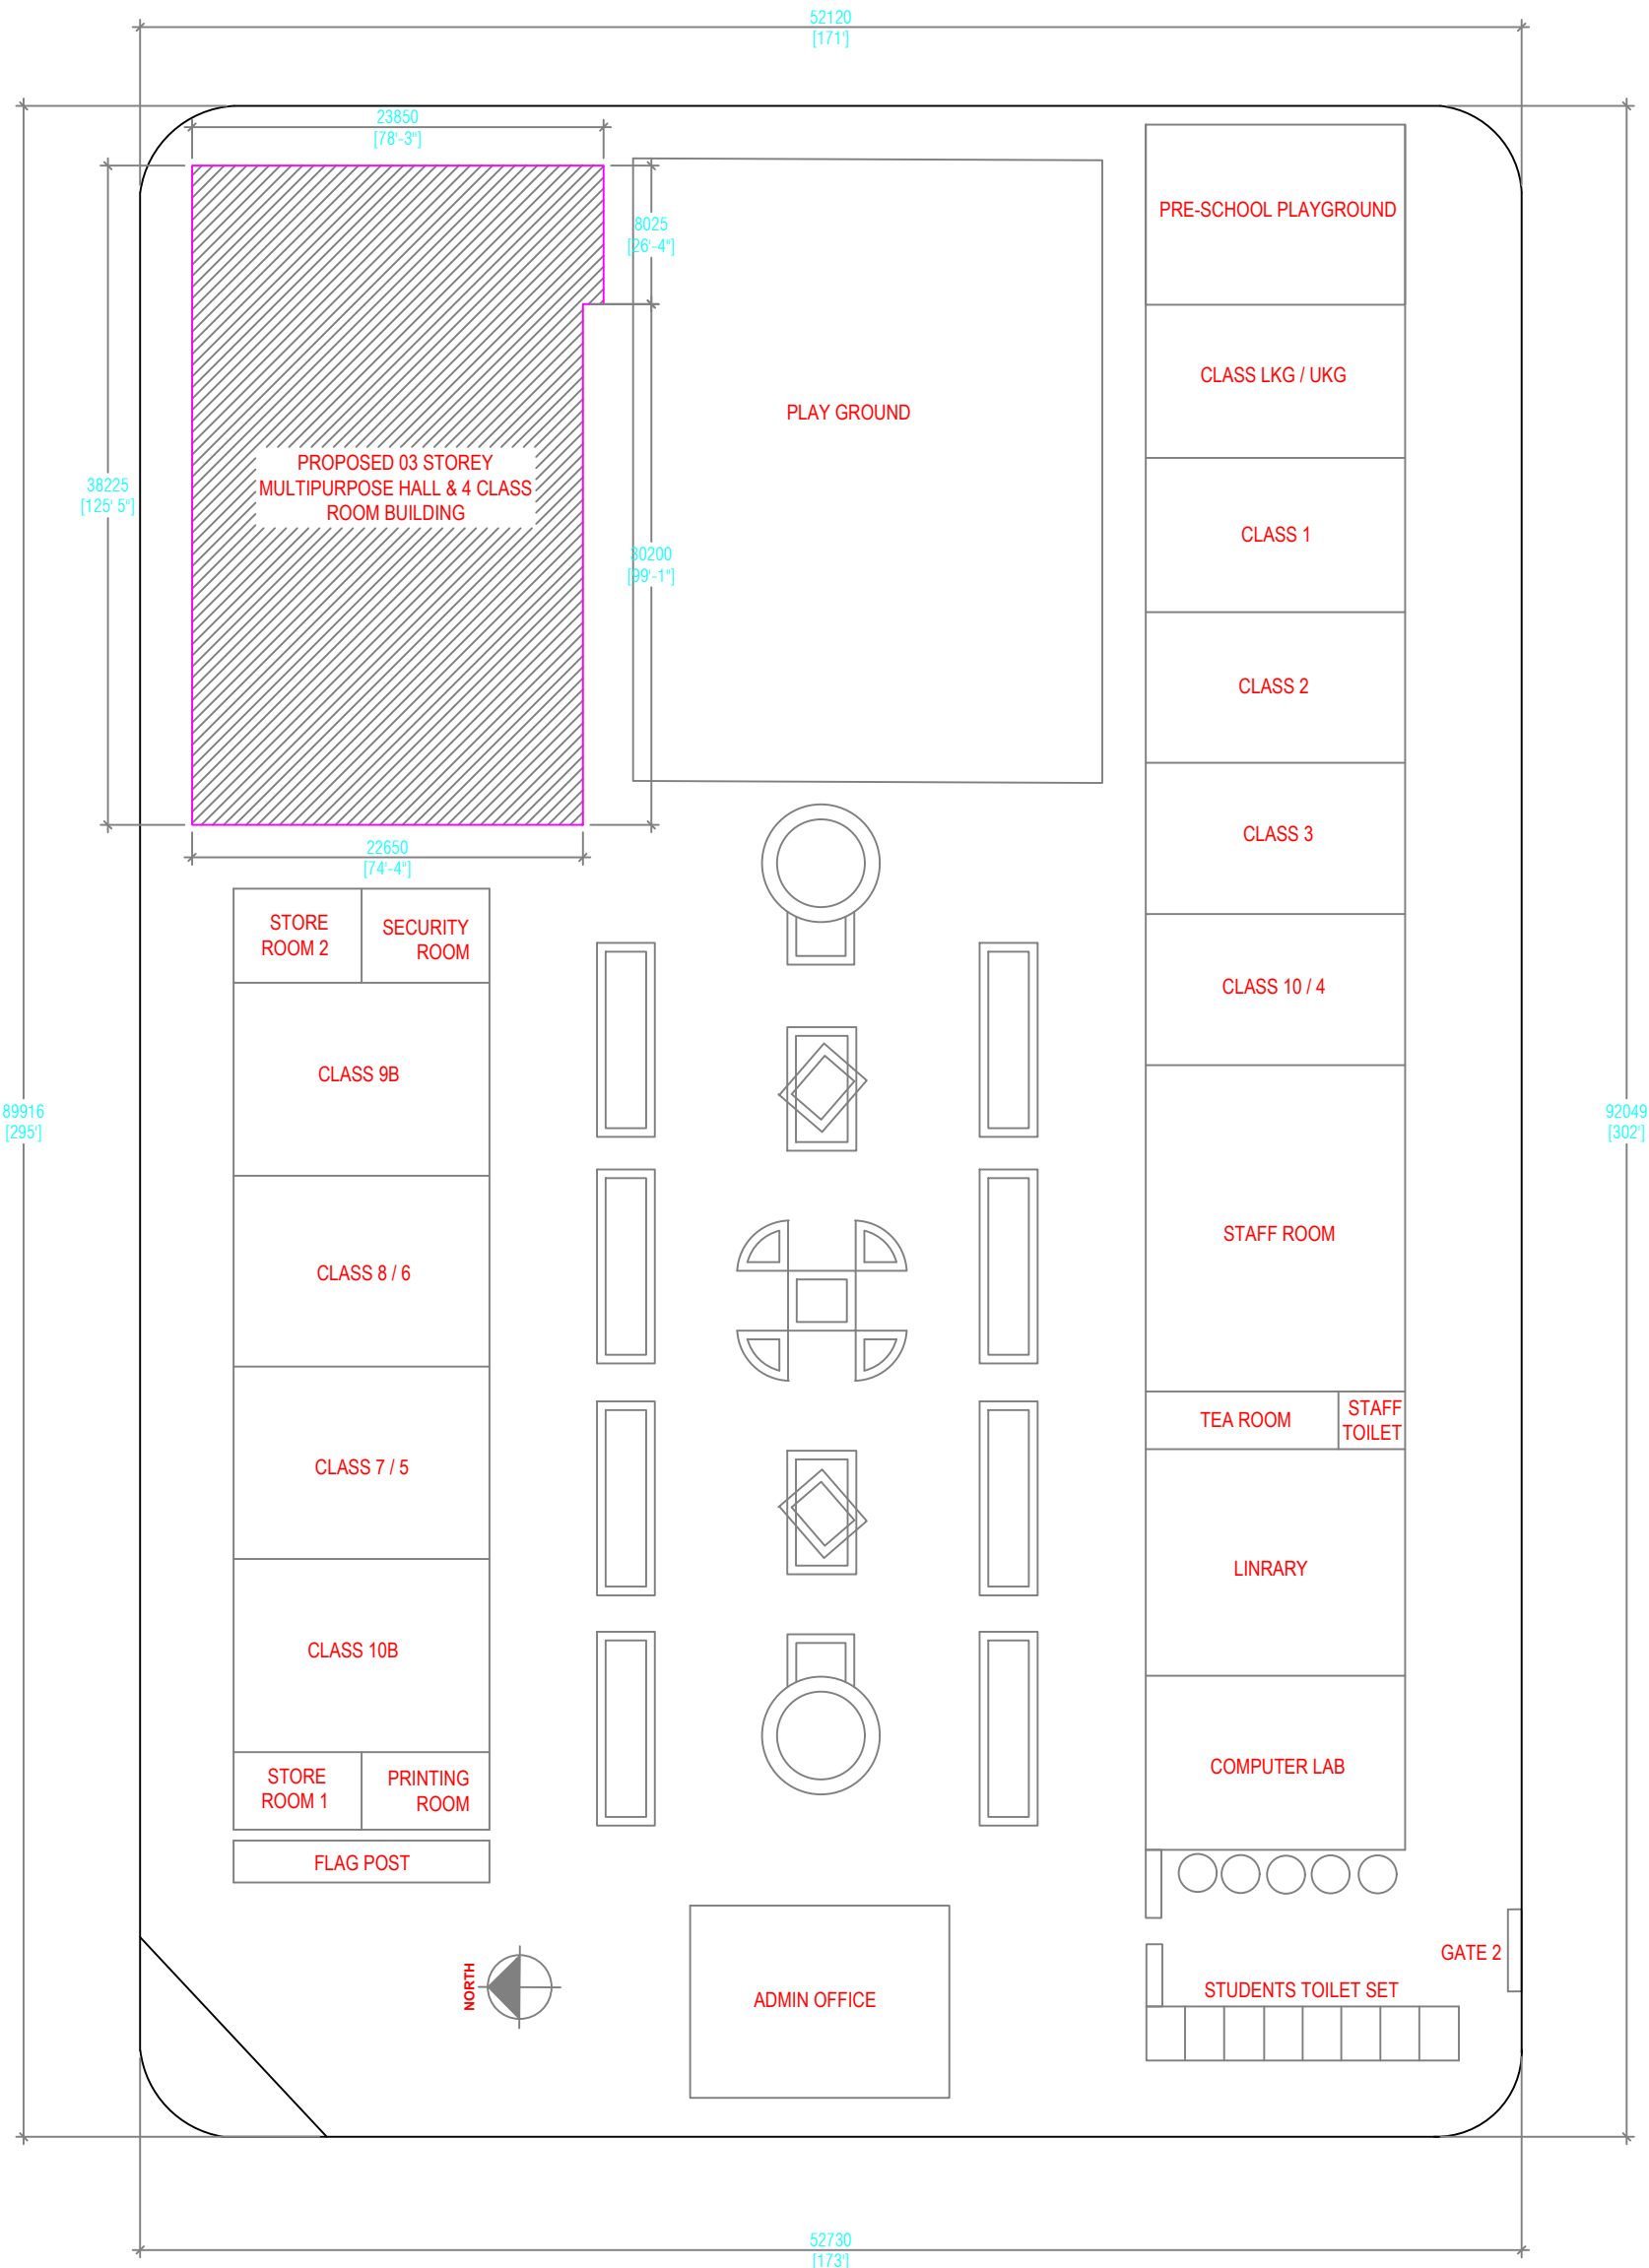 52120
[171']
23850
[78'-3"]
8025
[26'-4"]
PRE-SCHOOL PLAYGROUND
CLASS LKG / UKG
PLAY GROUND
PROPOSED 03 STOREY
MULTIPURPOSE HALL & 4 CLASS
ROOM BUILDING
38225
[125' 5"]
30200
[99'-1"]
CLASS 1
CLASS 2
CLASS 3
22650
[74'-4"]
STORE
ROOM 2
SECURITY
ROOM
CLASS 10 / 4
CLASS 9B
89916
[295']
92049
[302']
STAFF ROOM
CLASS 8 / 6
TEA ROOM
STAFF
TOILET
CLASS 7 / 5
LINRARY
CLASS 10B
COMPUTER LAB
STORE
ROOM 1
PRINTING
ROOM
FLAG POST
GATE 2
NORTH
ADMIN OFFICE
STUDENTS TOILET SET
52730
[173']